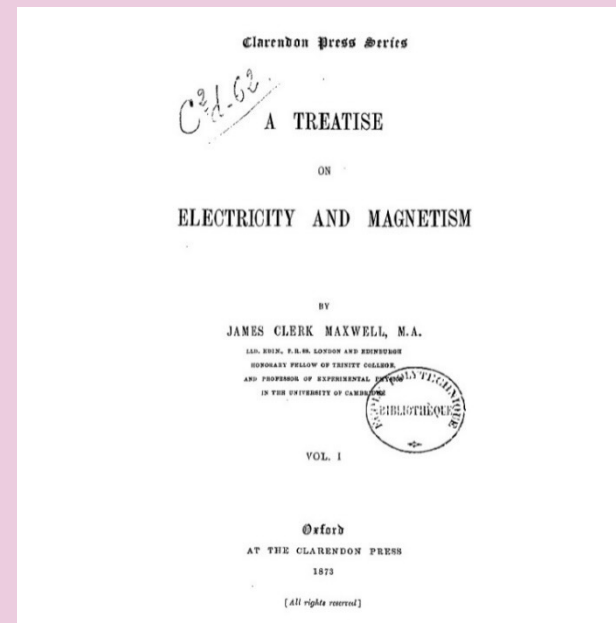 Clarendon Press Series
C2d-62.
A TREATISE
ON
ELECTRICITY AND MAGNETISM
BY
JAMES CLERK MAXWELL, M.A.
LLD. EDIN., F.R.SS. LONDON AND EDINBURGH
HONORARY FELLOW OF TRINITY COLLEGE,
AND PROFESSOR OF EXPERIMENTAL PHYSICS
IN THE UNIVERSITY OF CAMBRIDGE
ECOLE POLYTECHNIQUE
BIBLIOTHÈQUE
VOL. I
Oxford
AT THE CLARENDON PRESS
1873
[All rights reserved]